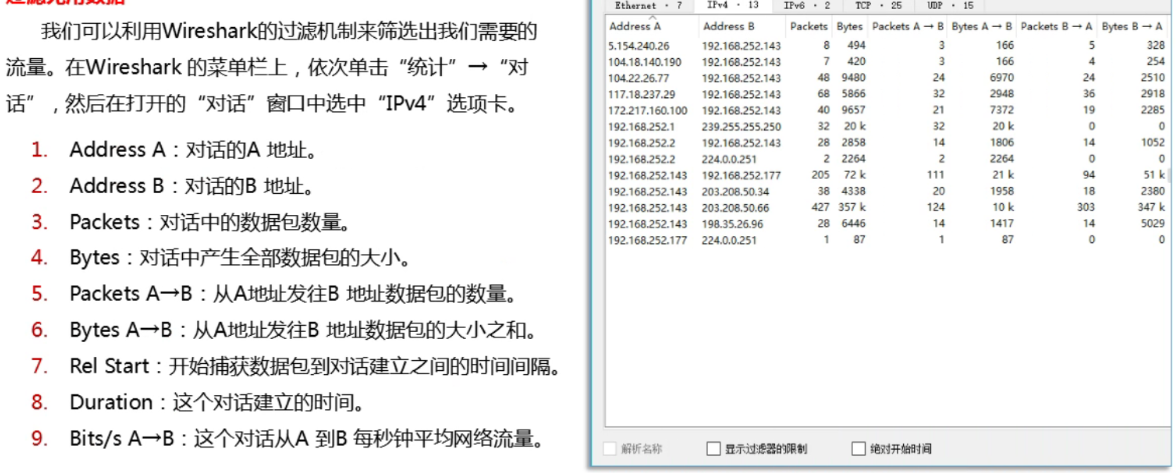 过滤无用数据
我们可以利用Wireshark的过滤机制来筛选出我们需要的
流量。在Wireshark 的菜单栏上，依次单击“统计”→“对
话”，然后在打开的“对话”窗口中选中“IPv4”选项卡。
1. Address A：对话的A 地址。
2. Address B：对话的B 地址。
3. Packets：对话中的数据包数量。
4. Bytes：对话中产生全部数据包的大小。
5. Packets A→B：从A地址发往B 地址数据包的数量。
6. Bytes A→B：从A地址发往B 地址数据包的大小之和。
7. Rel Start：开始捕获数据包到对话建立之间的时间间隔。
8. Duration：这个对话建立的时间。
9. Bits/s A→B：这个对话从A 到B 每秒钟平均网络流量。
Ethernet · 7 IPv4 · 13 IPv6 · 2 TCP · 25 UDP · 15
Address A Address B Packets Bytes Packets A → B Bytes A → B Packets B → A Bytes B → A
5.154.240.26 192.168.252.143 8 494 3 166 5 328
104.18.140.190 192.168.252.143 7 420 3 166 4 254
104.22.26.77 192.168.252.143 48 9480 24 6970 24 2510
117.18.237.29 192.168.252.143 68 5866 32 2948 36 2918
172.217.160.100 192.168.252.143 40 9657 21 7372 19 2285
192.168.252.1 239.255.255.250 32 20 k 32 20 k 0 0
192.168.252.2 192.168.252.143 28 2858 14 1806 14 1052
192.168.252.2 224.0.0.251 2 2264 2 2264 0 0
192.168.252.143 192.168.252.177 205 72 k 111 21 k 94 51 k
192.168.252.143 203.208.50.34 38 4338 20 1958 18 2380
192.168.252.143 203.208.50.66 427 357 k 124 10 k 303 347 k
192.168.252.143 198.35.26.96 28 6446 14 1417 14 5029
192.168.252.177 224.0.0.251 1 87 1 87 0 0
解析名称 显示过滤器的限制 绝对开始时间